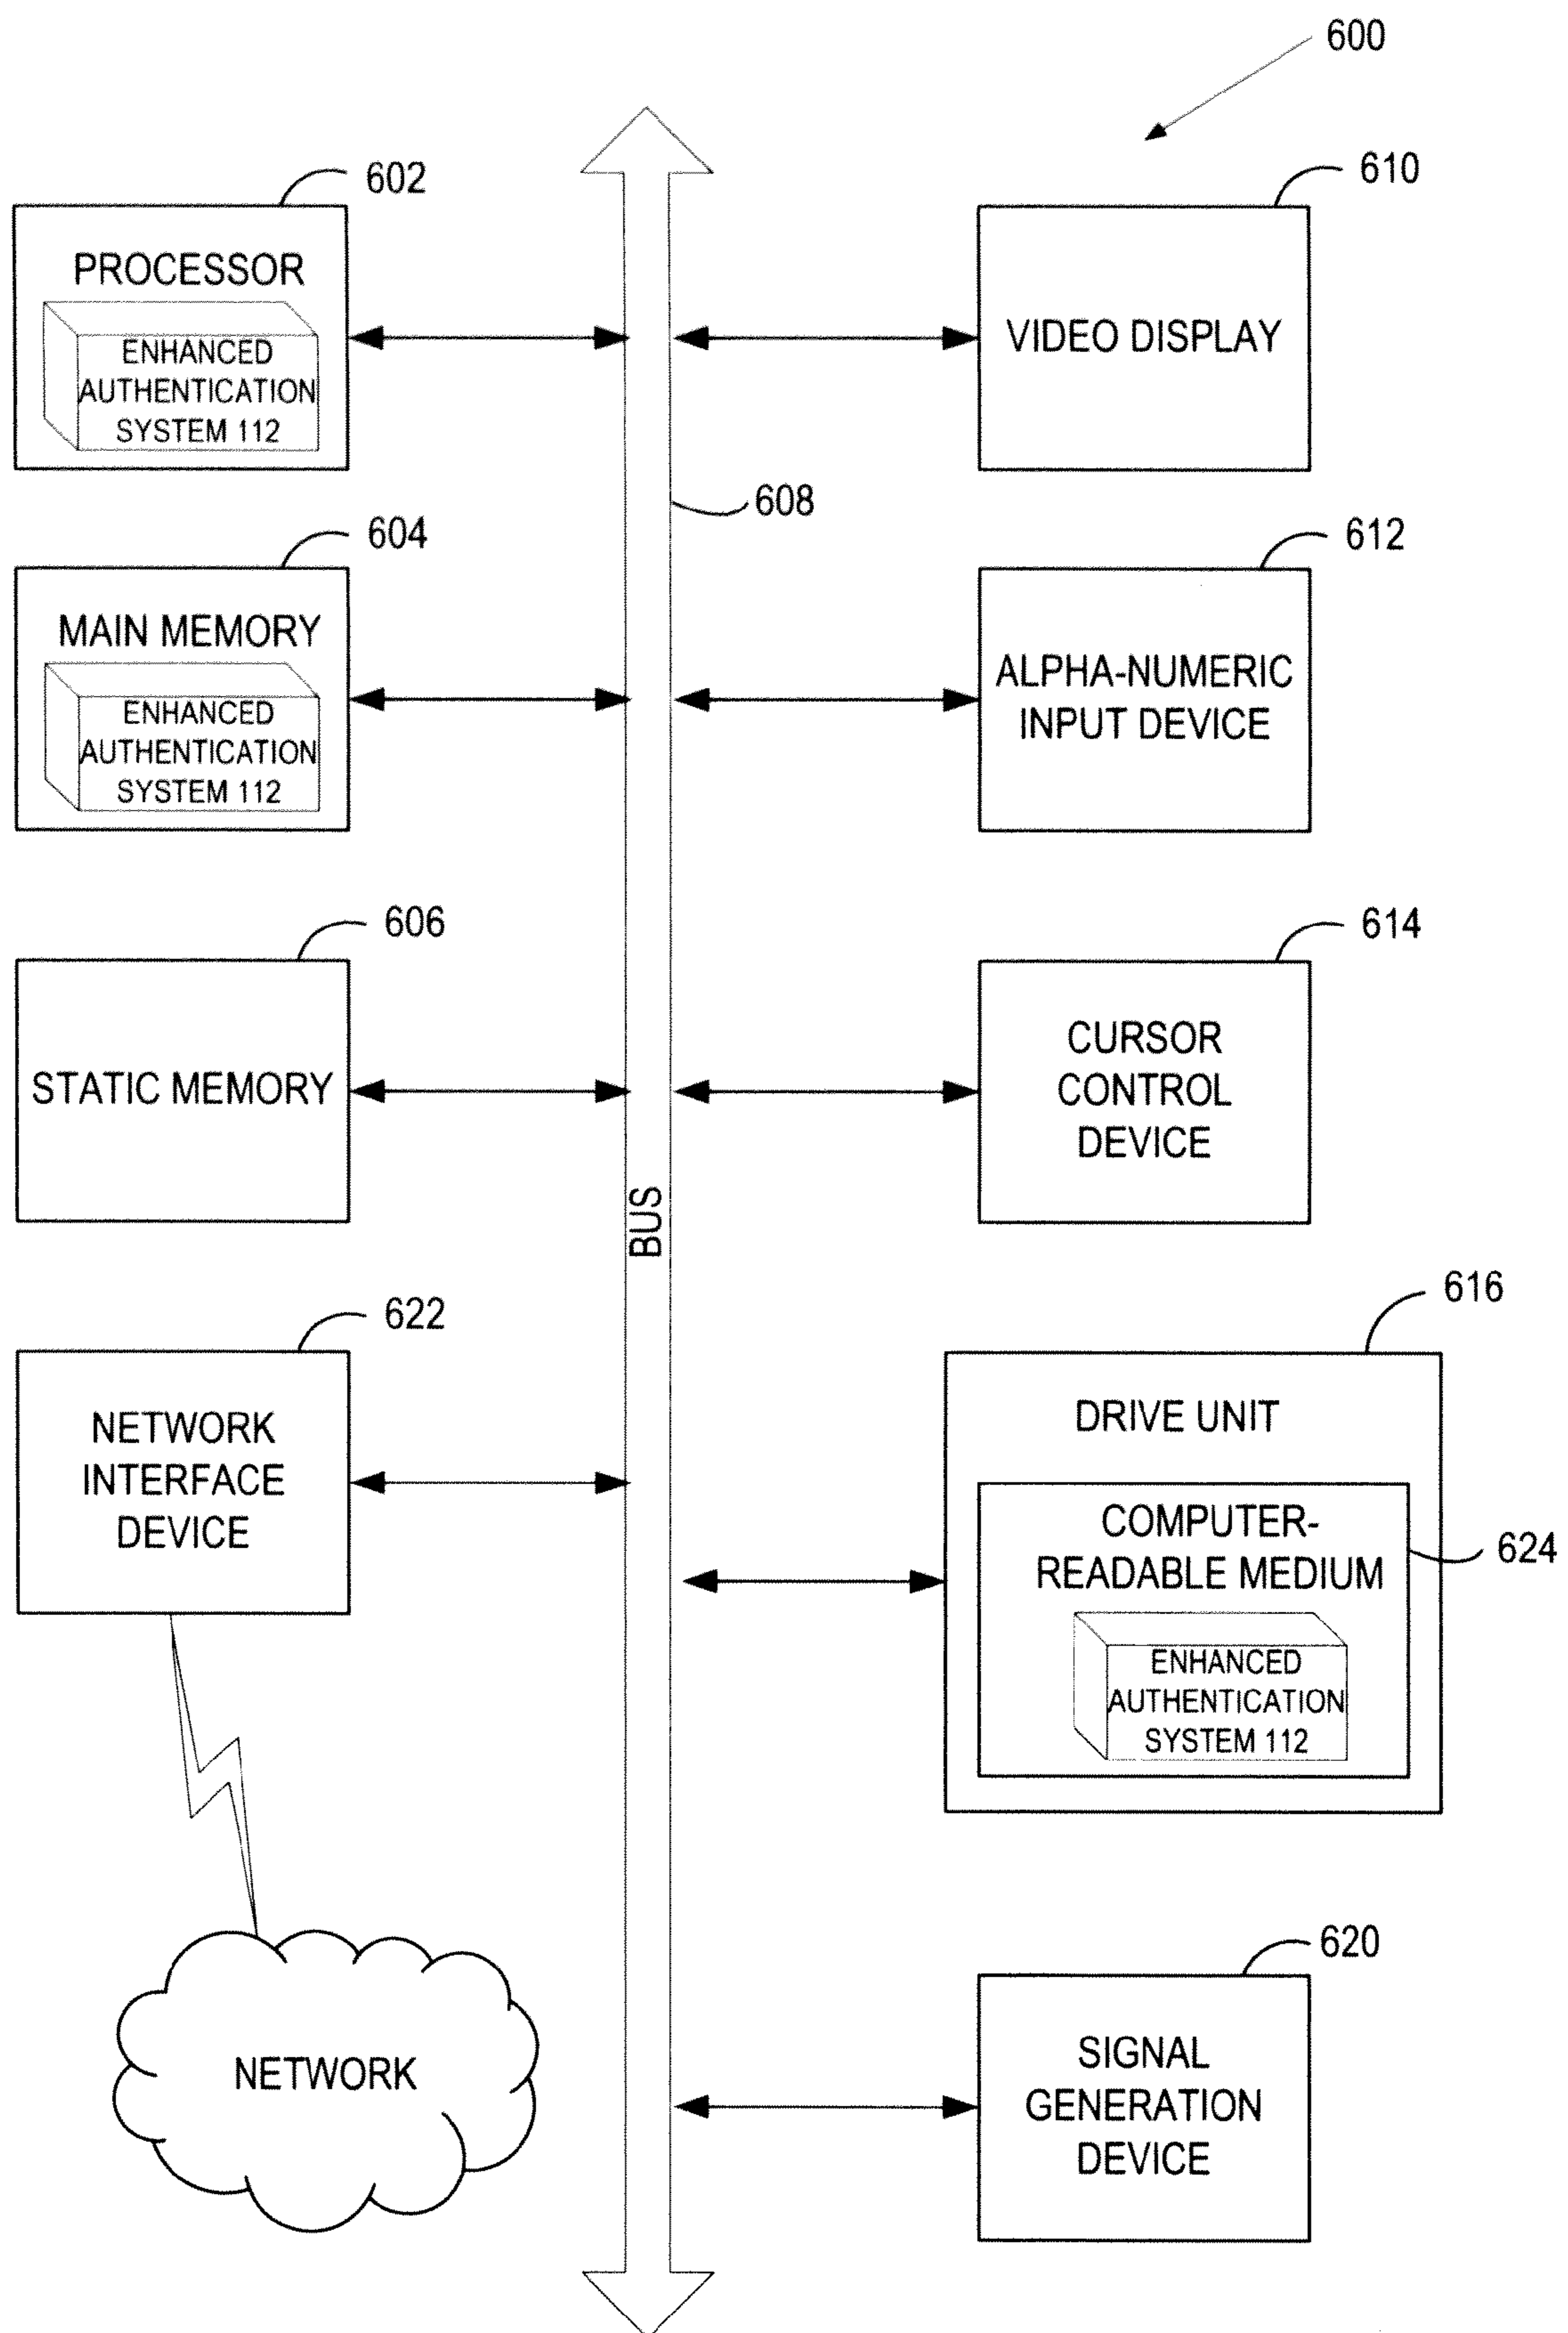 600
602
PROCESSOR
ENHANCED
AUTHENTICATION
SYSTEM 112
610
VIDEO DISPLAY
608
604
MAIN MEMORY
ENHANCED
AUTHENTICATION
SYSTEM 112
612
ALPHA-NUMERIC
INPUT DEVICE
606
STATIC MEMORY
614
CURSOR
CONTROL
DEVICE
BUS
622
NETWORK
INTERFACE
DEVICE
616
DRIVE UNIT
COMPUTER-
READABLE MEDIUM
624
ENHANCED
AUTHENTICATION
SYSTEM 112
NETWORK
620
SIGNAL
GENERATION
DEVICE